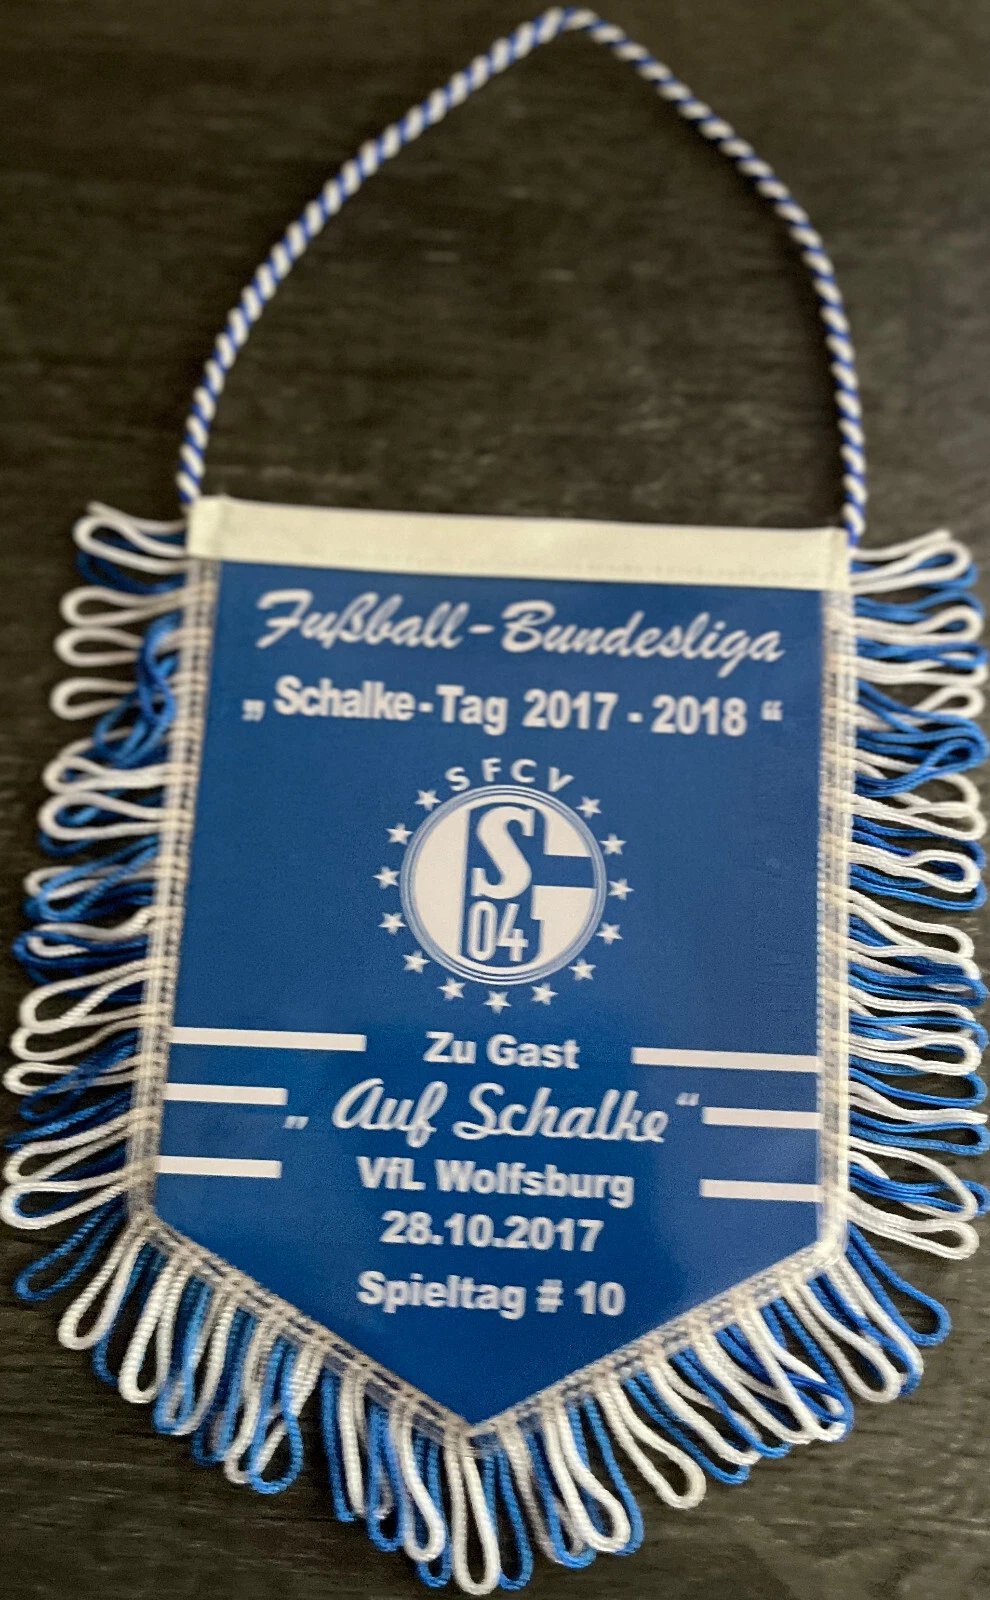 Fußball-Bundesliga
„Schalke-Tag 2017 - 2018“
SFCV
S
04
Zu Gast
„Auf Schalke“
VfL Wolfsburg
28.10.2017
Spieltag # 10